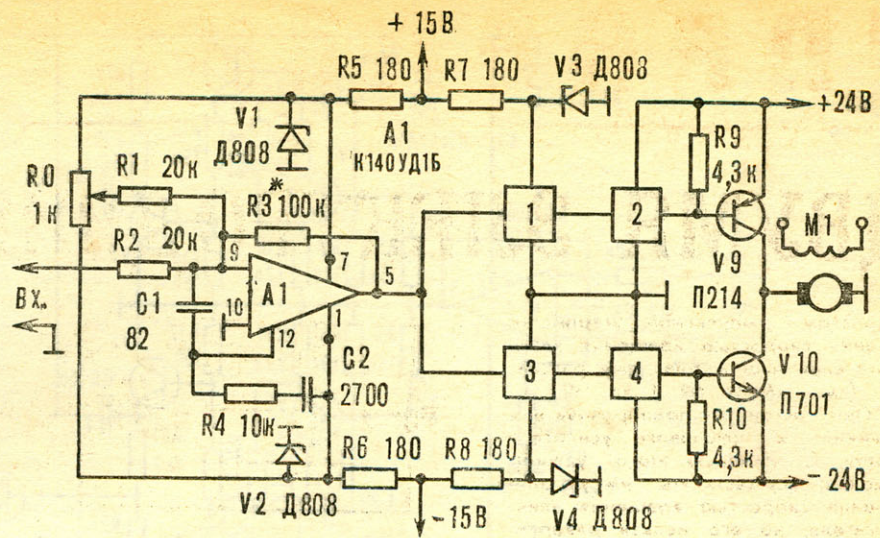 + 15В
R5 180
R7 180
V3 Д808
+24В
V1
Д808
A1
К140УД1Б
R9
4,3к
R0
1к
R1 20к
*
R3 100к
1
2
М1
R2 20к
9
7
5
V9
П214
Вх.
C1
82
10
A1
12
1
C2
2700
3
4
V10
П701
R4 10к
R10
4,3к
R6 180
R8 180
V2 Д808
-15В
V4 Д808
-24В